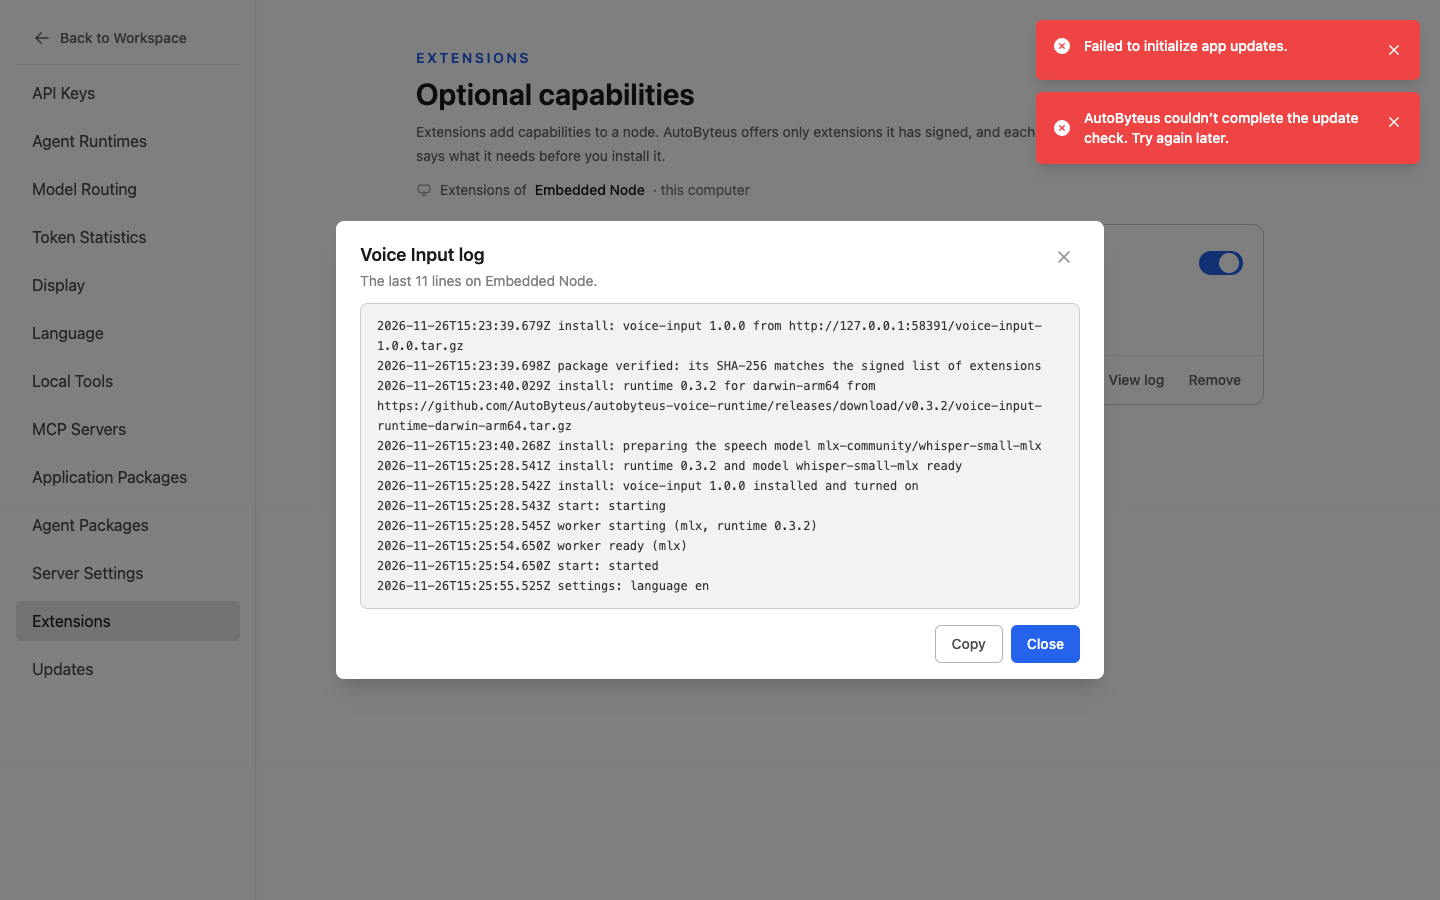 Back to Workspace
API Keys
Agent Runtimes
Model Routing
Token Statistics
Display
Language
Local Tools
MCP Servers
Application Packages
Agent Packages
Server Settings
Extensions
Updates
EXTENSIONS
Optional capabilities
Extensions add capabilities to a node. AutoByteus offers only extensions it has signed, and each
says what it needs before you install it.
Extensions of Embedded Node · this computer
View log Remove
Failed to initialize app updates.
AutoByteus couldn’t complete the update
check. Try again later.
Voice Input log
The last 11 lines on Embedded Node.
2026-11-26T15:23:39.679Z install: voice-input 1.0.0 from http://127.0.0.1:58391/voice-input-
1.0.0.tar.gz
2026-11-26T15:23:39.698Z package verified: its SHA-256 matches the signed list of extensions
2026-11-26T15:23:40.029Z install: runtime 0.3.2 for darwin-arm64 from
https://github.com/AutoByteus/autobyteus-voice-runtime/releases/download/v0.3.2/voice-input-
runtime-darwin-arm64.tar.gz
2026-11-26T15:23:40.268Z install: preparing the speech model mlx-community/whisper-small-mlx
2026-11-26T15:25:28.541Z install: runtime 0.3.2 and model whisper-small-mlx ready
2026-11-26T15:25:28.542Z install: voice-input 1.0.0 installed and turned on
2026-11-26T15:25:28.543Z start: starting
2026-11-26T15:25:28.545Z worker starting (mlx, runtime 0.3.2)
2026-11-26T15:25:54.650Z worker ready (mlx)
2026-11-26T15:25:54.650Z start: started
2026-11-26T15:25:55.525Z settings: language en
Copy Close